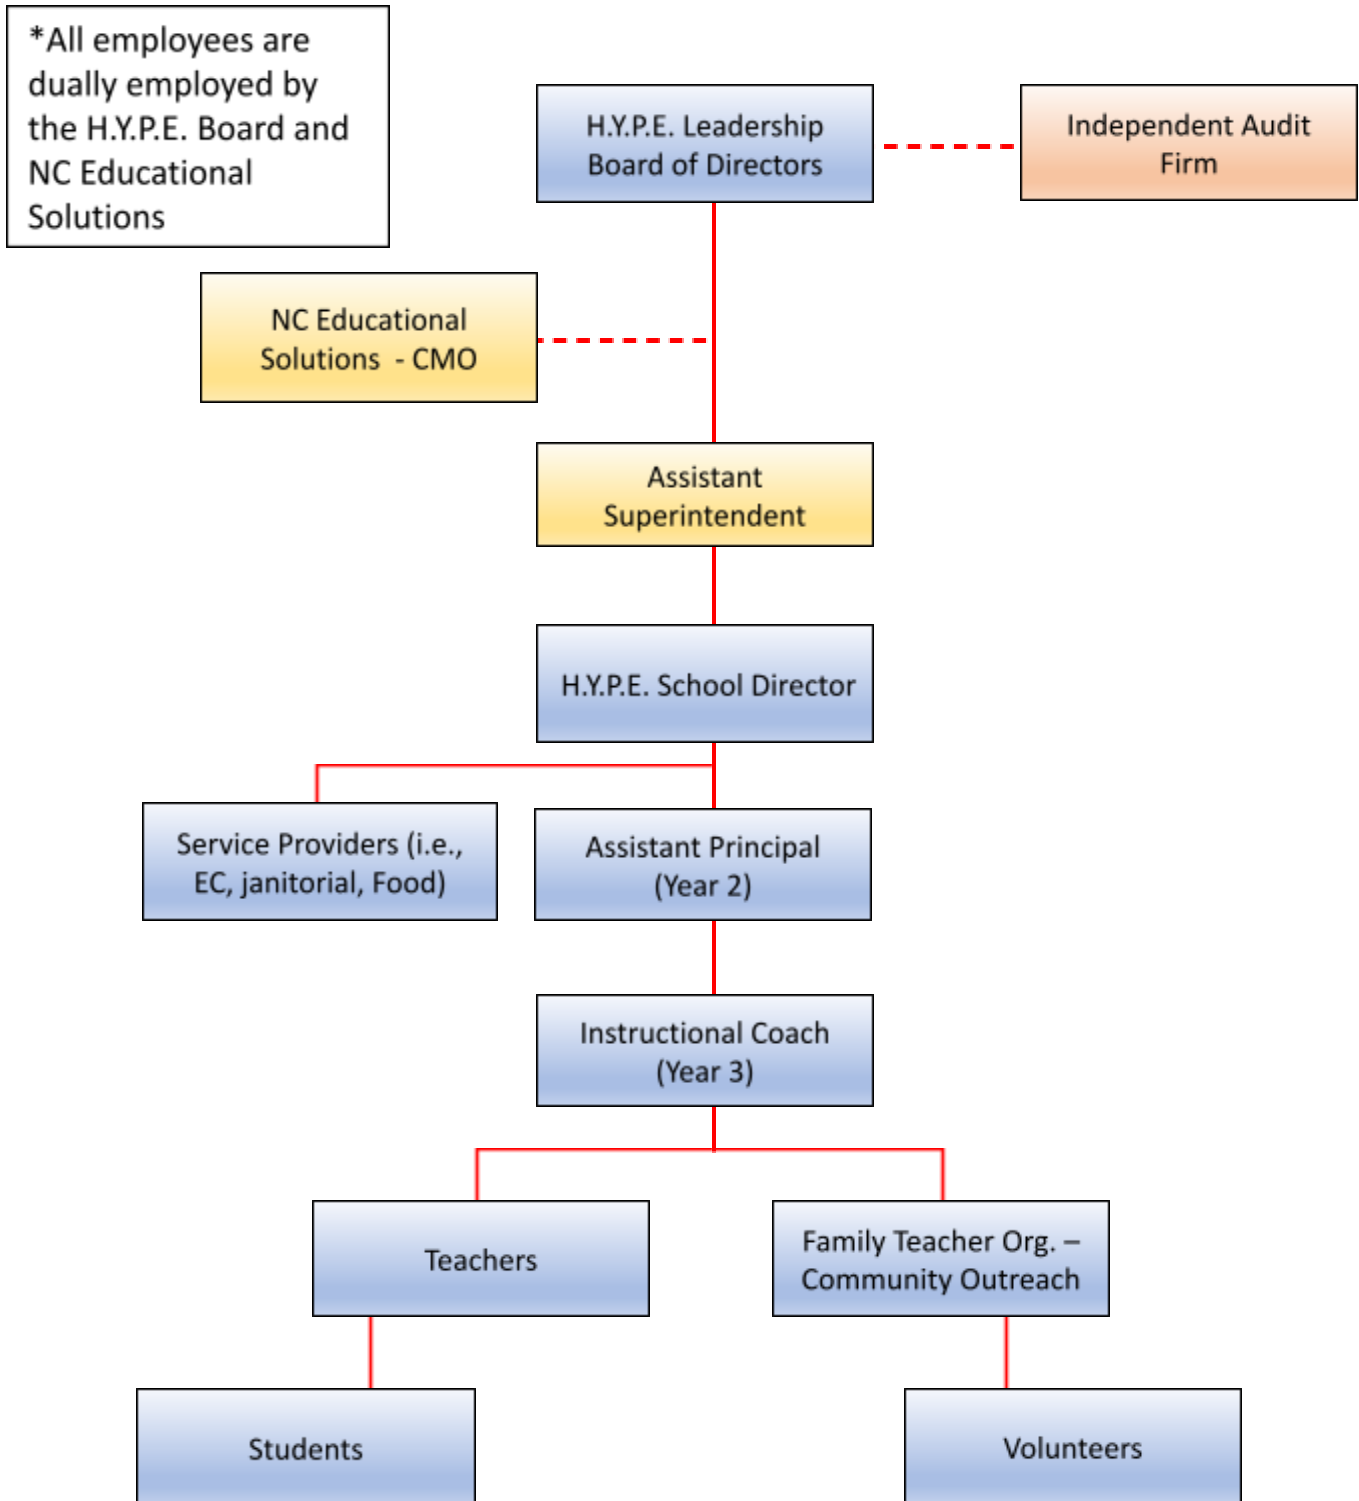 *All employees are
dually employed by
the H.Y.P.E. Board and
NC Educational
Solutions
H.Y.P.E. Leadership
Board of Directors
Independent Audit
Firm
NC Educational
Solutions - CMO
Assistant
Superintendent
H.Y.P.E. School Director
Service Providers (i.e.,
EC, janitorial, Food)
Assistant Principal
(Year 2)
Instructional Coach
(Year 3)
Teachers
Family Teacher Org. –
Community Outreach
Students
Volunteers